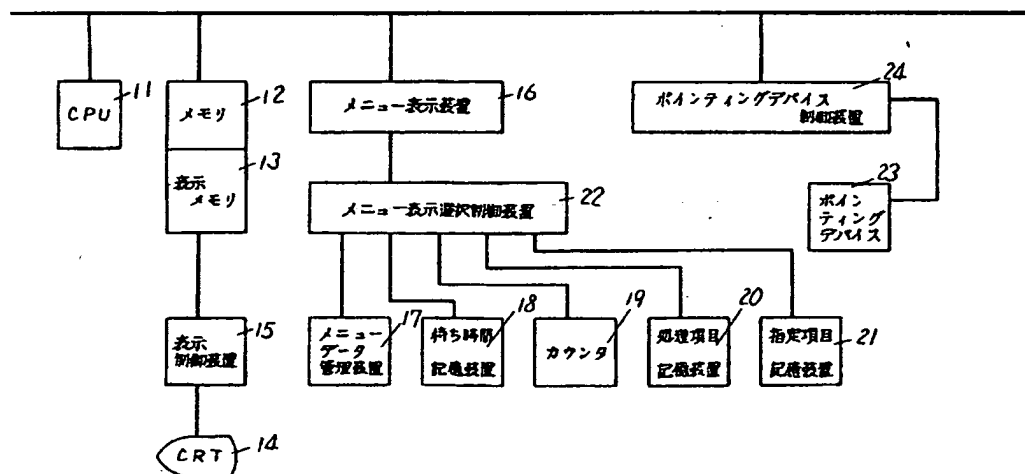 CPU
11
メモリ
12
表示
メモリ
13
メニュー表示装置
16
ポインティングデバイス
制御装置
24
メニュー表示選択制御装置
22
ポイン
ティング
デバイス
23
表示
制御装置
15
メニュー
データ
管理装置
17
待ち時間
記憶装置
18
カウンタ
19
処理項目
記憶装置
20
指定項目
記憶装置
21
CRT
14